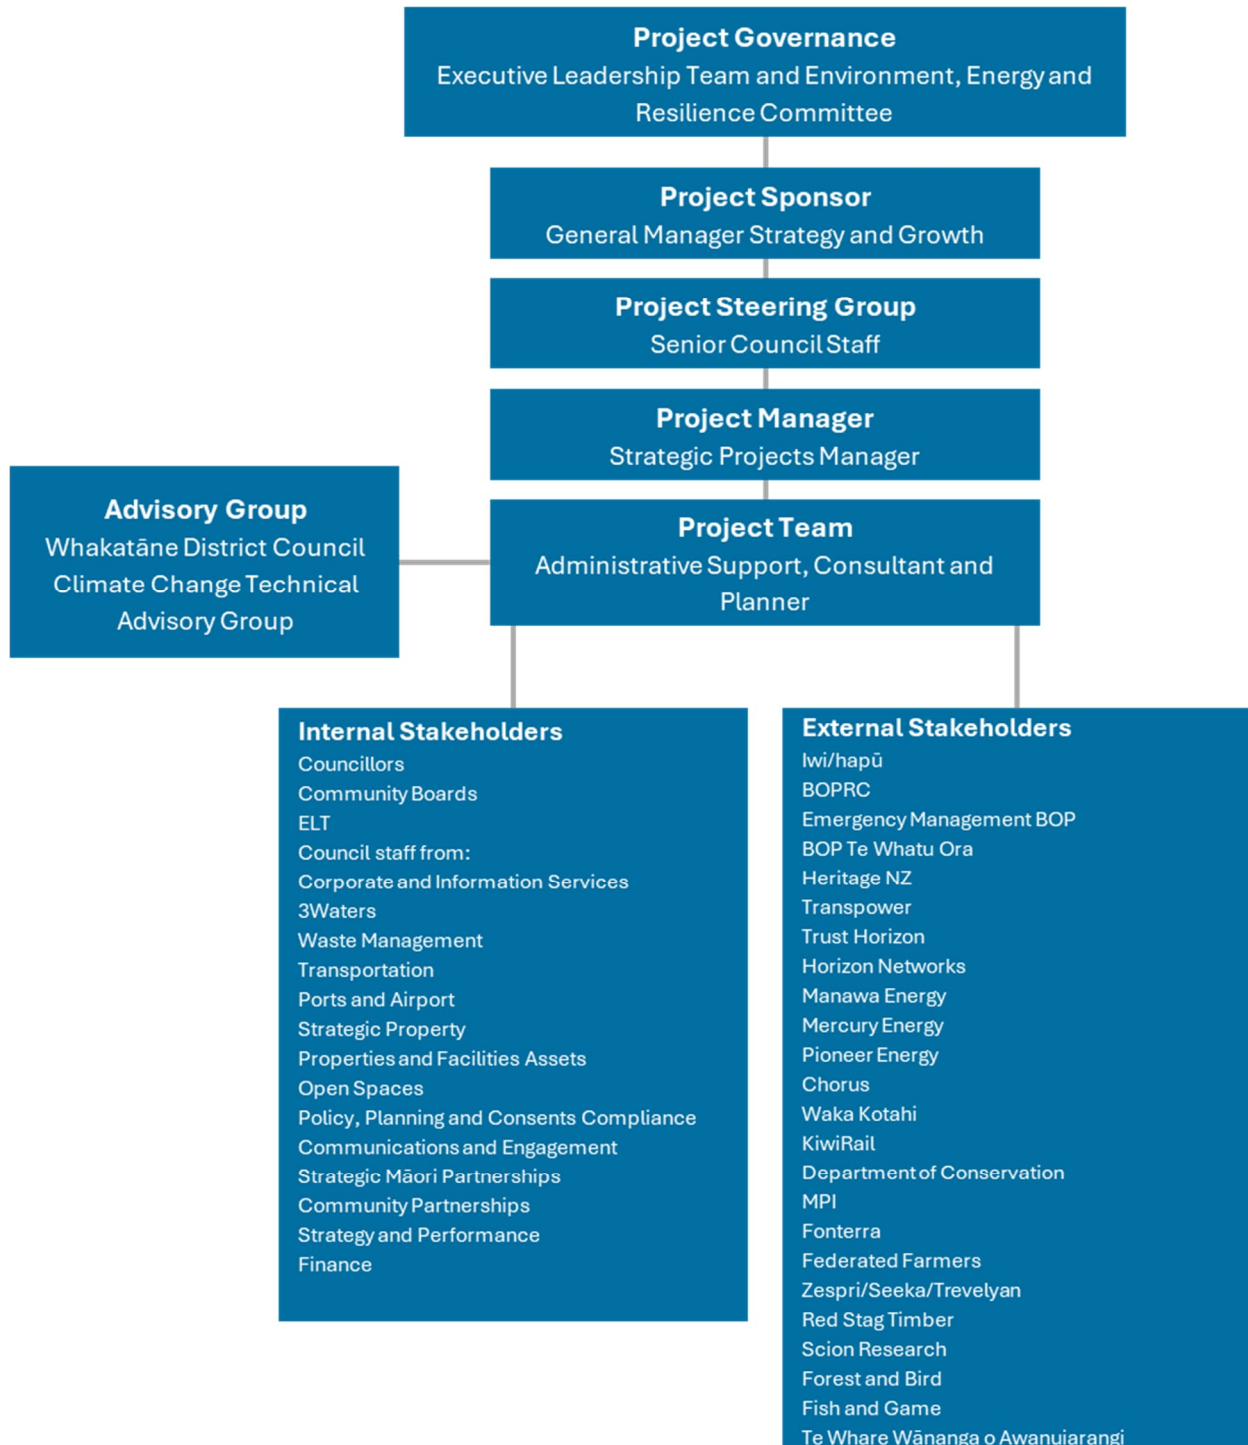 Project Governance
Executive Leadership Team and Environment, Energy and
Resilience Committee
Project Sponsor
General Manager Strategy and Growth
Project Steering Group
Senior Council Staff
Project Manager
Strategic Projects Manager
Advisory Group
Whakatāne District Council
Climate Change Technical
Advisory Group
Project Team
Administrative Support, Consultant and
Planner
Internal Stakeholders
Councillors
Community Boards
ELT
Council staff from:
Corporate and Information Services
3Waters
Waste Management
Transportation
Ports and Airport
Strategic Property
Properties and Facilities Assets
Open Spaces
Policy, Planning and Consents Compliance
Communications and Engagement
Strategic Māori Partnerships
Community Partnerships
Strategy and Performance
Finance
External Stakeholders
Iwi/hapū
BOPRC
Emergency Management BOP
BOP Te Whatu Ora
Heritage NZ
Transpower
Trust Horizon
Horizon Networks
Manawa Energy
Mercury Energy
Pioneer Energy
Chorus
Waka Kotahi
KiwiRail
Department of Conservation
MPI
Fonterra
Federated Farmers
Zespri/Seeka/Trevelyan
Red Stag Timber
Scion Research
Forest and Bird
Fish and Game
Te Whare Wānanga o Awanuiarangi